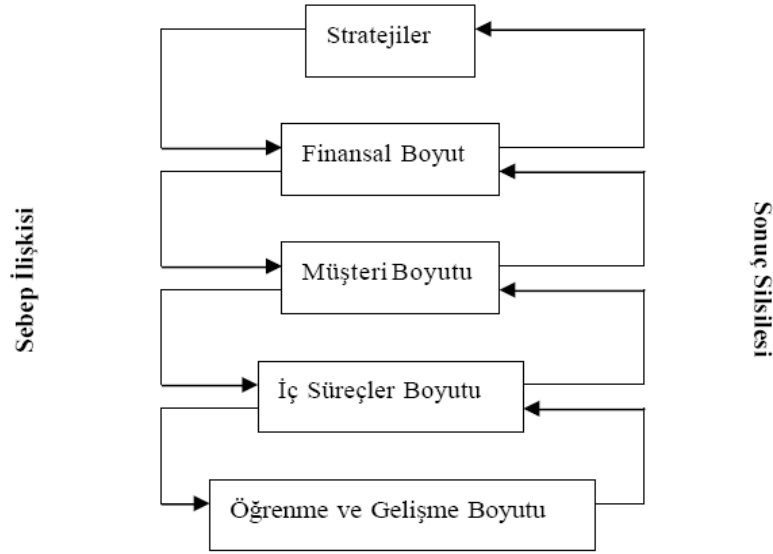 Stratejiler
Finansal Boyut
Müşteri Boyutu
İç Süreçler Boyutu
Öğrenme ve Gelişme Boyutu
Sebep İlişkisi
Sonuç Silsilesi